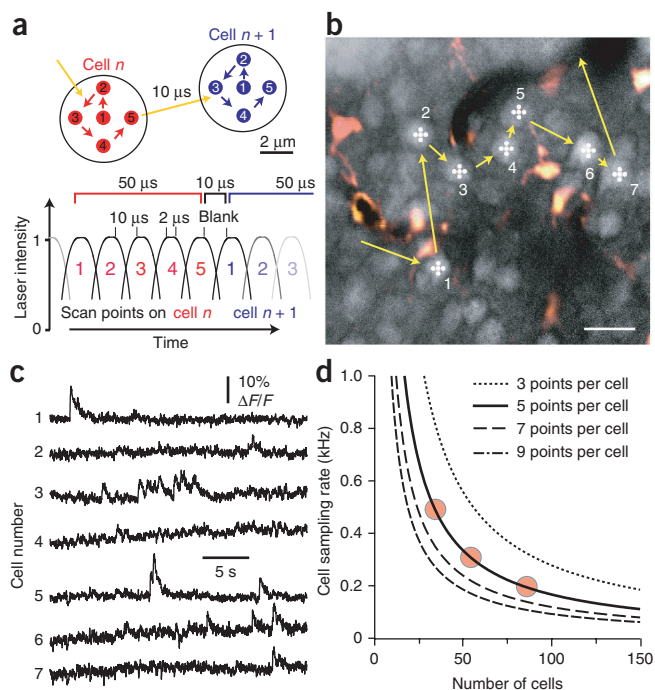 a
Cell n
Cell n + 1
2
3 1 5
4
10 µs
2
3 1 5
4
2 µm
50 µs 10 µs 50 µs
Blank
10 µs 2 µs
Laser intensity
1
0
1 2 3 4 5 1 2 3
Scan points on cell n cell n+1
Time
b
1
2
3
4
5
6
7
c
10%
ΔF/F
Cell number
1
2
3
4
5
6
7
5 s
d
3 points per cell
5 points per cell
7 points per cell
9 points per cell
Cell sampling rate (kHz)
1.0
0.8
0.6
0.4
0.2
0
0 50 100 150
Number of cells